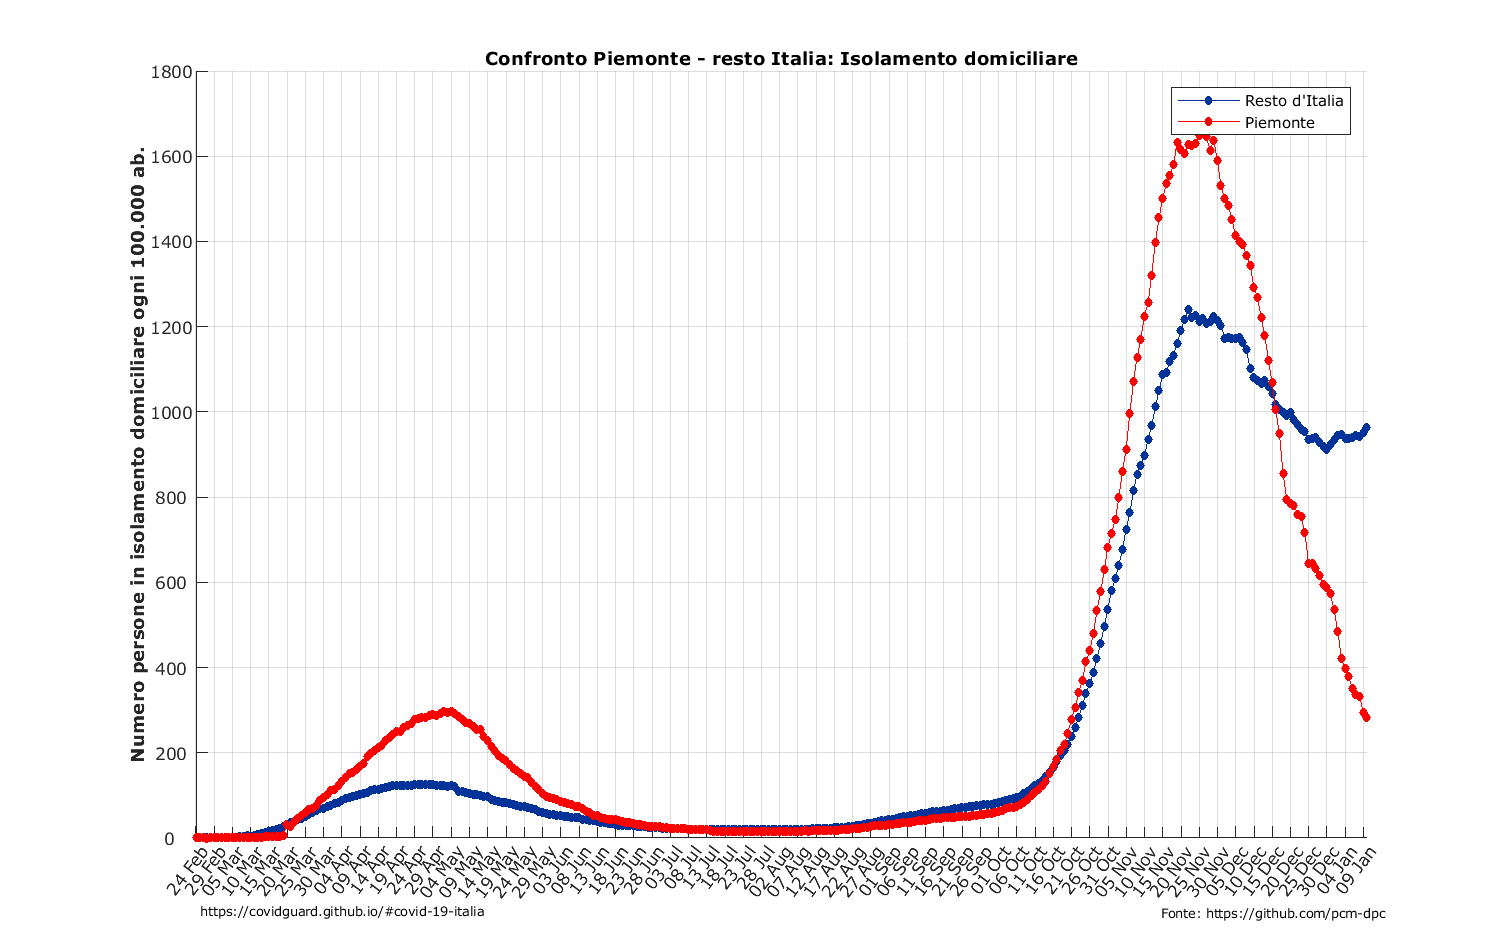 Confronto Piemonte - resto Italia: Isolamento domiciliare
Numero persone in isolamento domiciliare ogni 100.000 ab.
1800
1600
1400
1200
1000
800
600
400
200
0
Resto d'Italia
Piemonte
24 Feb
29 Feb
05 Mar
10 Mar
15 Mar
20 Mar
25 Mar
30 Mar
04 Apr
09 Apr
14 Apr
19 Apr
24 Apr
29 Apr
04 May
09 May
14 May
19 May
24 May
29 May
03 Jun
08 Jun
13 Jun
18 Jun
23 Jun
28 Jun
03 Jul
08 Jul
13 Jul
18 Jul
23 Jul
28 Jul
02 Aug
07 Aug
12 Aug
17 Aug
22 Aug
27 Aug
01 Sep
06 Sep
11 Sep
16 Sep
21 Sep
26 Sep
01 Oct
06 Oct
11 Oct
16 Oct
21 Oct
26 Oct
31 Oct
05 Nov
10 Nov
15 Nov
20 Nov
25 Nov
30 Nov
05 Dec
10 Dec
15 Dec
20 Dec
25 Dec
30 Dec
04 Jan
09 Jan
https://covidguard.github.io/#covid-19-italia
Fonte: https://github.com/pcm-dpc